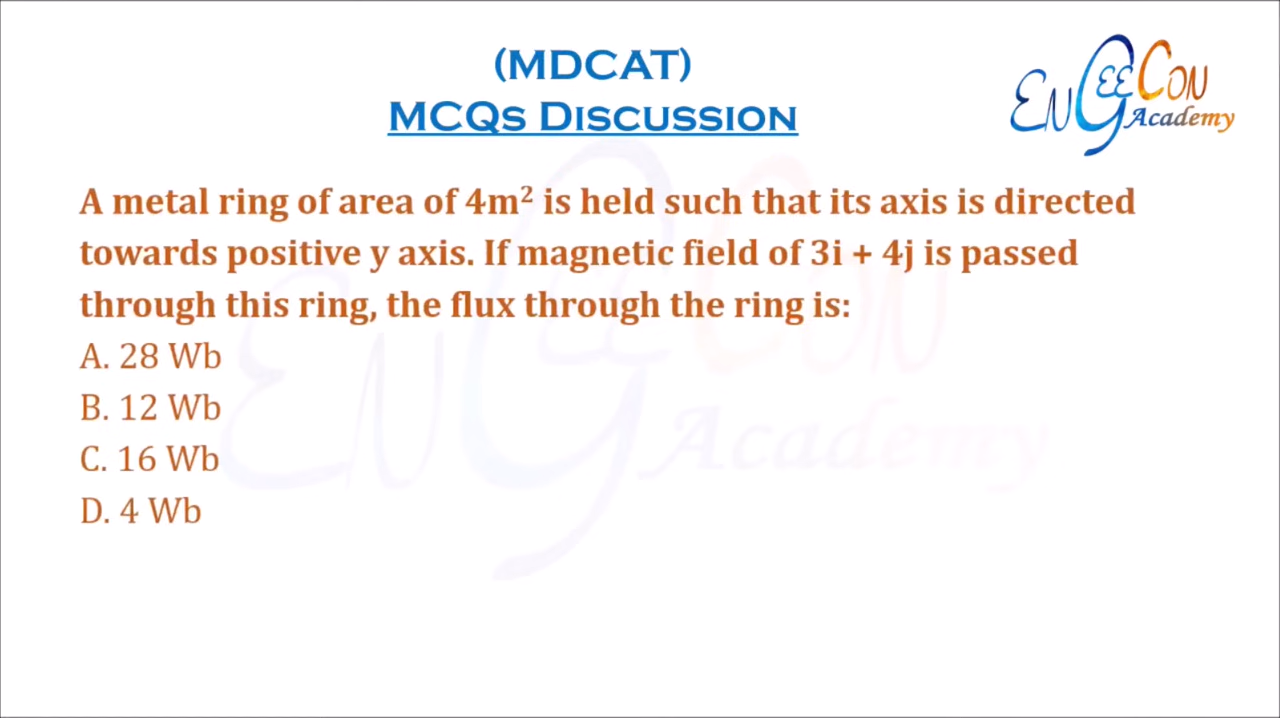 (MDCAT)
MCQs Discussion
EnGeeCon
Academy
A metal ring of area of 4m² is held such that its axis is directed
towards positive y axis. If magnetic field of 3i + 4j is passed
through this ring, the flux through the ring is:
A. 28 Wb
B. 12 Wb
C. 16 Wb
D. 4 Wb
EnGeeCon
Academy